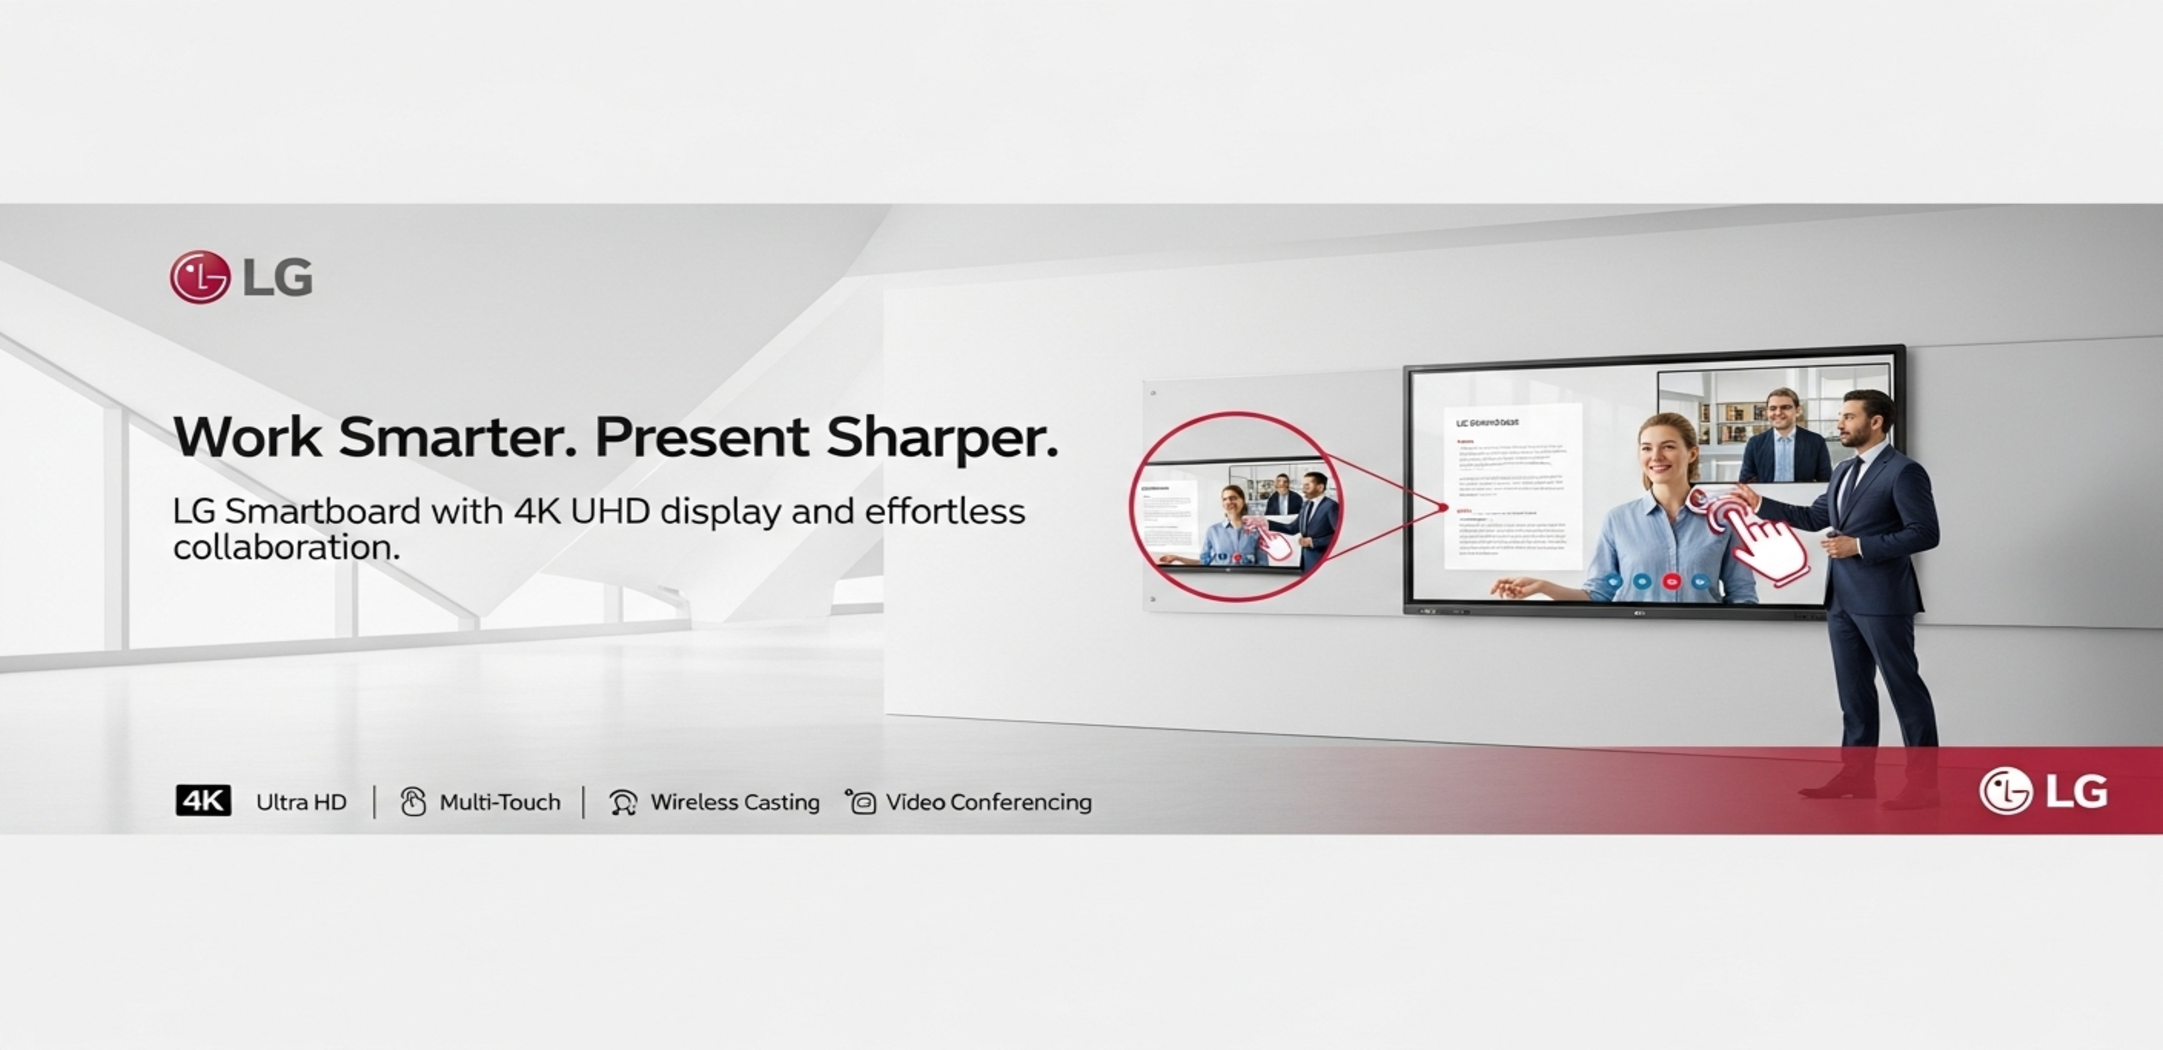 LG
Work Smarter. Present Sharper.
LG Smartboard with 4K UHD display and effortless
collaboration.
4K Ultra HD | Multi-Touch | Wireless Casting Video Conferencing
LG